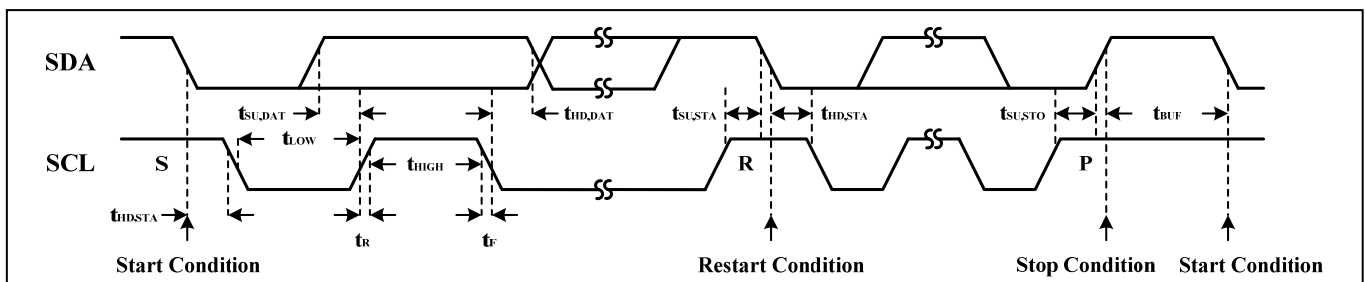 SDA
tSU,DAT
tHD,DAT
tSU,STA
tHD,STA
tSU,STO
tBUF
tLOW
SCL
S
tHIGH
R
P
tHD,STA
tR
tF
Start Condition
Restart Condition
Stop Condition
Start Condition